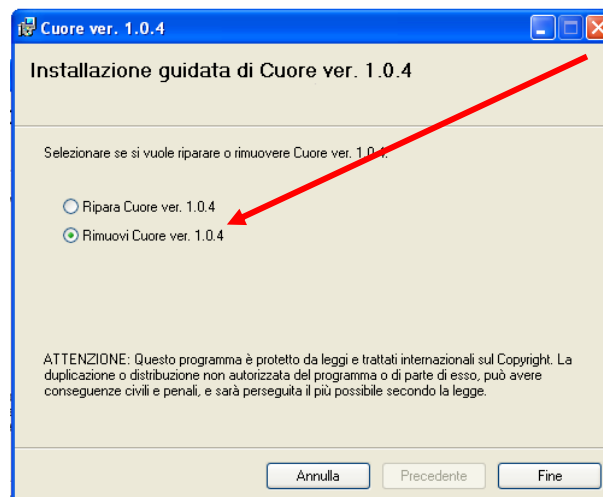 Cuore ver. 1.0.4
Installazione guidata di Cuore ver. 1.0.4
Selezionare se si vuole riparare o rimuovere Cuore ver. 1.0.4.
Ripara Cuore ver. 1.0.4
Rimuovi Cuore ver. 1.0.4
ATTENZIONE: Questo programma è protetto da leggi e trattati internazionali sul Copyright. La
duplicazione o distribuzione non autorizzata del programma o di parte di esso, può avere
conseguenze civili e penali, e sarà perseguita il più possibile secondo la legge.
Annulla Precedente Fine